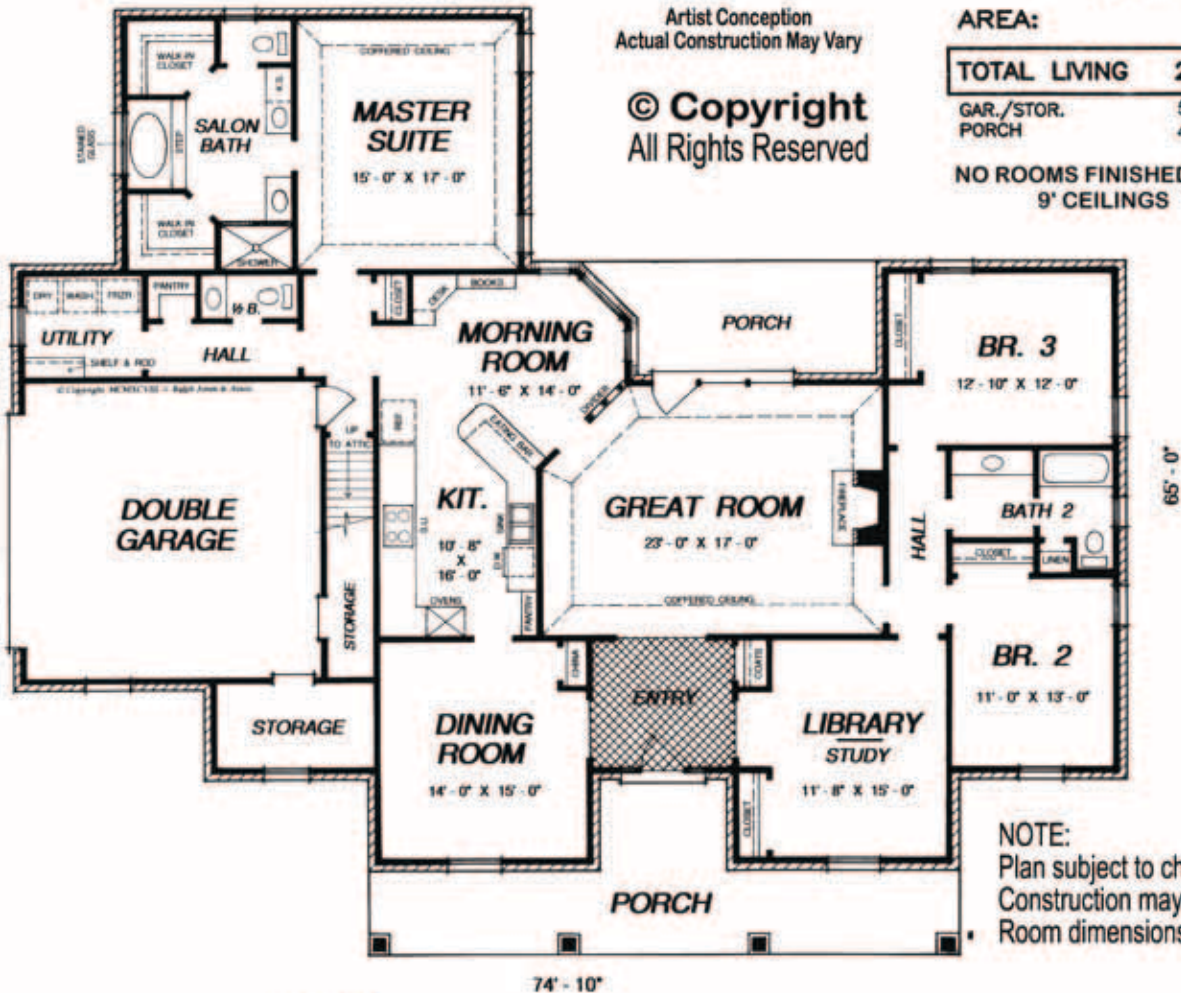 Artist Conception
Actual Construction May Vary
© Copyright
All Rights Reserved
AREA:
TOTAL LIVING 2
GAR./STOR.
PORCH
NO ROOMS FINISHED
9' CEILINGS
WALK-IN
CLOSET
STAINED
GLASS
STEP
SALON
BATH
WALK IN
CLOSET
SHOWER
COFFERED CEILING
MASTER
SUITE
15' - 0" X 17' - 0"
DRY
WASH
FRZR
PANTRY
½ B.
UTILITY
SHELF & ROD
HALL
CLOSET
DESK
BOOKS
MORNING
ROOM
11' - 6" X 14' - 0"
DIVIDER
PORCH
CLOSET
BR. 3
12' - 10" X 12' - 0"
UP
TO ATTIC
REF
EATING BAR
KIT.
10' - 8"
X
16' - 0"
SINK
D.W.
OVENS
PANTRY
DOUBLE
GARAGE
STORAGE
GREAT ROOM
23' - 0" X 17' - 0"
FIREPLACE
COFFERED CEILING
HALL
BATH 2
CLOSET
LINEN
65' - 0"
BR. 2
11' - 0" X 13' - 0"
STORAGE
DINING
ROOM
14' - 0" X 15' - 0"
CHINA
ENTRY
COATS
LIBRARY
STUDY
11' - 8" X 15' - 0"
CLOSET
PORCH
NOTE:
Plan subject to ch
Construction may
Room dimensions
74' - 10"